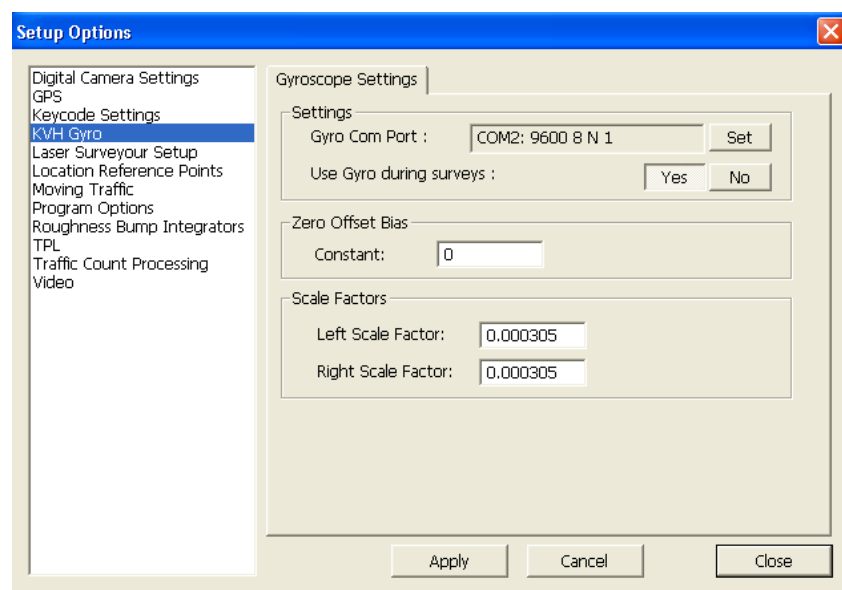 Setup Options
Digital Camera Settings
GPS
Keycode Settings
KVH Gyro
Laser Surveyour Setup
Location Reference Points
Moving Traffic
Program Options
Roughness Bump Integrators
TPL
Traffic Count Processing
Video
Gyroscope Settings
Settings
Gyro Com Port : COM2: 9600 8 N 1 Set
Use Gyro during surveys : Yes No
Zero Offset Bias
Constant: 0
Scale Factors
Left Scale Factor: 0.000305
Right Scale Factor: 0.000305
Apply Cancel Close